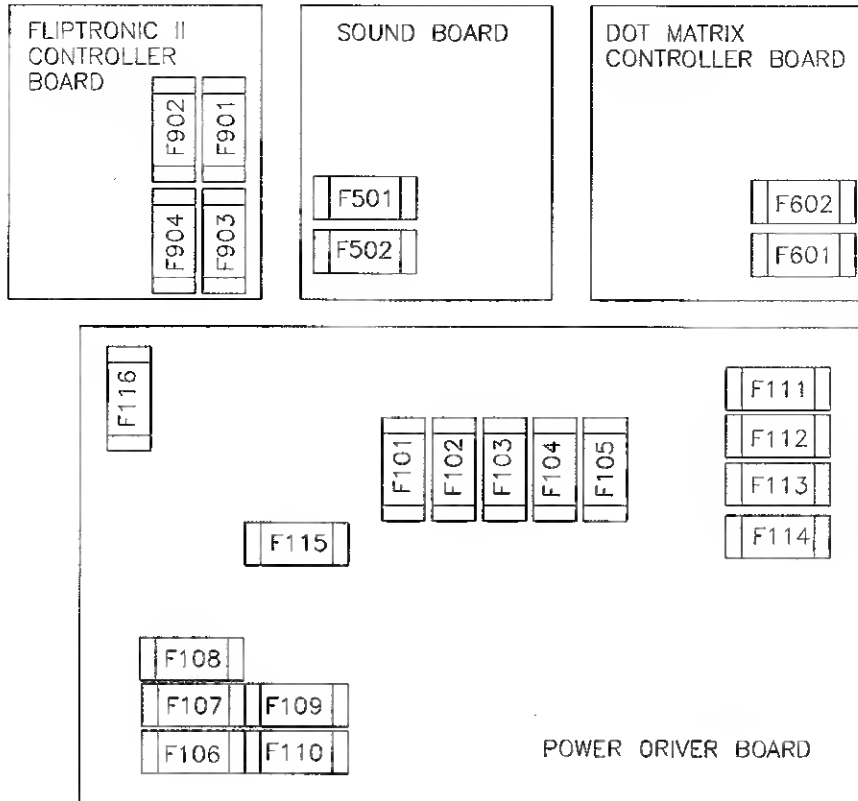 FLIPTRONIC II
CONTROLLER
BOARD
F902
F901
F904
F903
SOUND BOARD
F501
F502
DOT MATRIX
CONTROLLER BOARD
F602
F601
F116
F101
F102
F103
F104
F105
F111
F112
F113
F114
F115
F108
F107
F109
F106
F110
POWER DRIVER BOARD